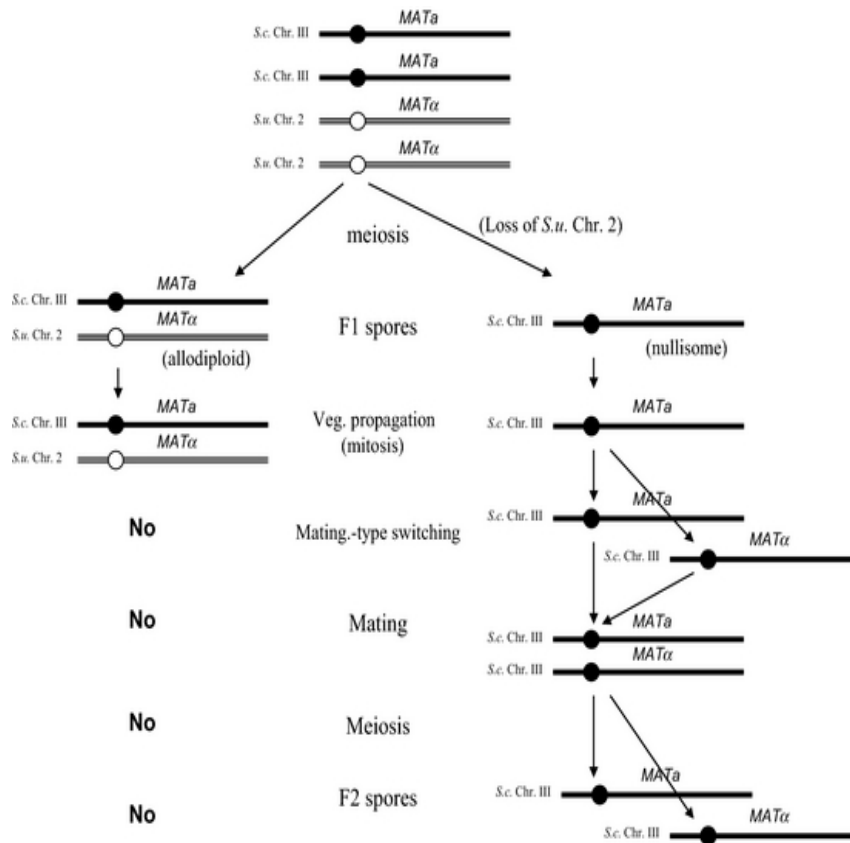 MATa
S.c. Chr. III
MATa
S.c. Chr. III
MATα
S.u. Chr. 2
MATα
S.u. Chr. 2
meiosis
(Loss of S.u. Chr. 2)
MATa
S.c. Chr. III
MATα
S.u. Chr. 2
(allodiploid)
F1 spores
MATa
S.c. Chr. III
(nullisome)
MATa
S.c. Chr. III
MATα
S.u. Chr. 2
Veg. propagation
(mitosis)
MATa
S.c. Chr. III
No
Mating.-type switching
MATa
S.c. Chr. III
MATα
S.c. Chr. III
No
Mating
MATa
S.c. Chr. III
MATα
S.c. Chr. III
No
Meiosis
No
F2 spores
MATa
S.c. Chr. III
MATα
S.c. Chr. III